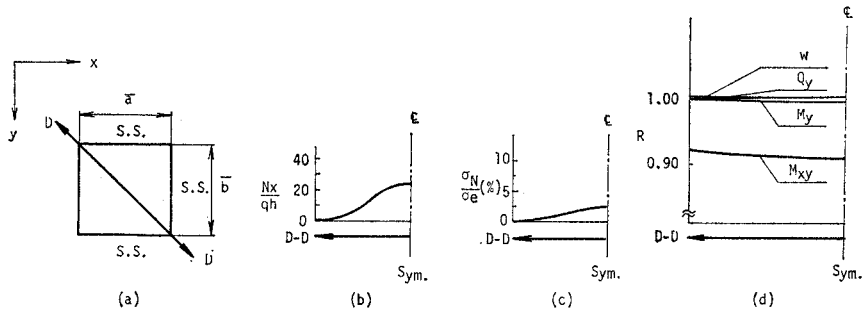 x
y
a̅
D
S.S.
S.S.
b̅
S.S.
D
(a)
℄
40
20
0
Nx
qh
D-D
Sym.
(b)
℄
10
5
0
σN
σe
(%)
D-D
Sym.
(c)
℄
w
Qy
1.00
My
R
0.90
Mxy
D-D
Sym.
(d)